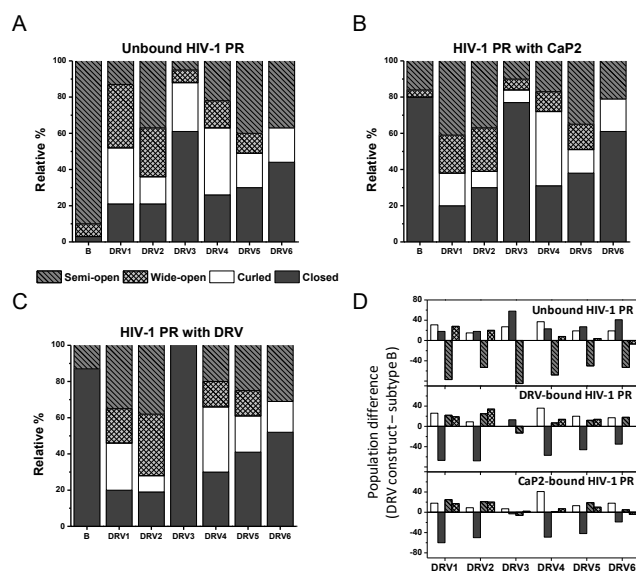 A
Unbound HIV-1 PR
Relative %
100
80
60
40
20
0
B DRV1 DRV2 DRV3 DRV4 DRV5 DRV6
B
HIV-1 PR with CaP2
Relative %
100
80
60
40
20
0
B DRV1 DRV2 DRV3 DRV4 DRV5 DRV6
Semi-open Wide-open Curled Closed
C
HIV-1 PR with DRV
Relative %
100
80
60
40
20
0
B DRV1 DRV2 DRV3 DRV4 DRV5 DRV6
D
Population difference
(DRV construct – subtype B)
80
40
0
-40
-80
Unbound HIV-1 PR
40
0
-40
DRV-bound HIV-1 PR
40
0
-40
CaP2-bound HIV-1 PR
DRV1 DRV2 DRV3 DRV4 DRV5 DRV6